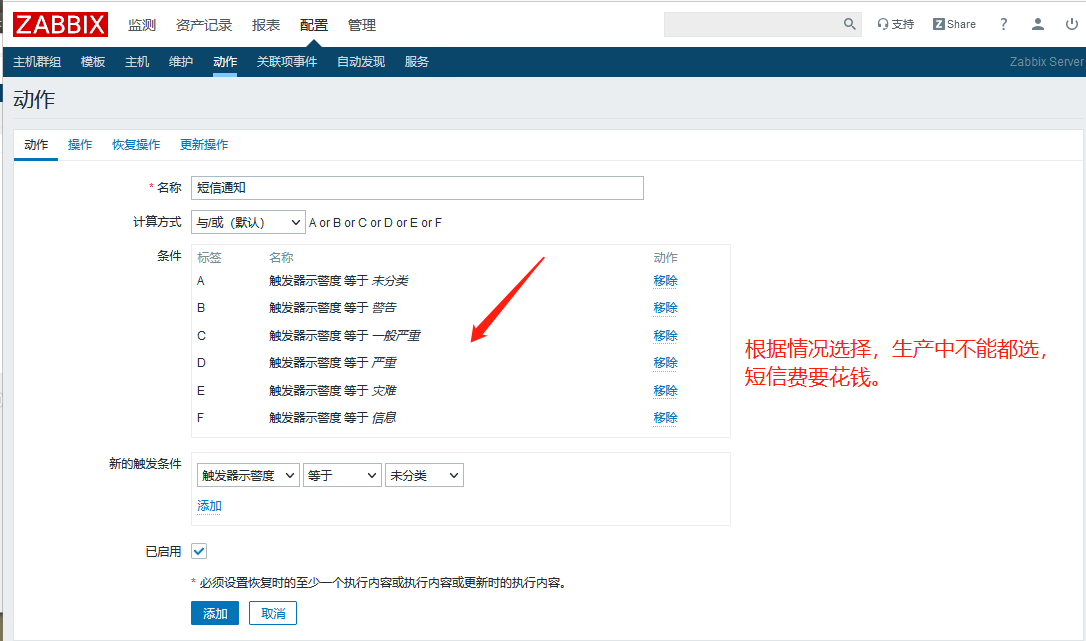 ZABBIX 监测 资产记录 报表 配置 管理 支持 Z Share ?
主机群组 模板 主机 维护 动作 关联项事件 自动发现 服务 Zabbix Server
动作
动作 操作 恢复操作 更新操作
* 名称 短信通知
计算方式 与/或（默认） A or B or C or D or E or F
条件 标签 名称 动作
A 触发器示警度 等于 未分类 移除
B 触发器示警度 等于 警告 移除
C 触发器示警度 等于 一般严重 移除
D 触发器示警度 等于 严重 移除
E 触发器示警度 等于 灾难 移除
F 触发器示警度 等于 信息 移除
根据情况选择，生产中不能都选，
短信费要花钱。
新的触发条件 触发器示警度 等于 未分类
添加
已启用
* 必须设置恢复时的至少一个执行内容或执行内容或更新时的执行内容。
添加 取消